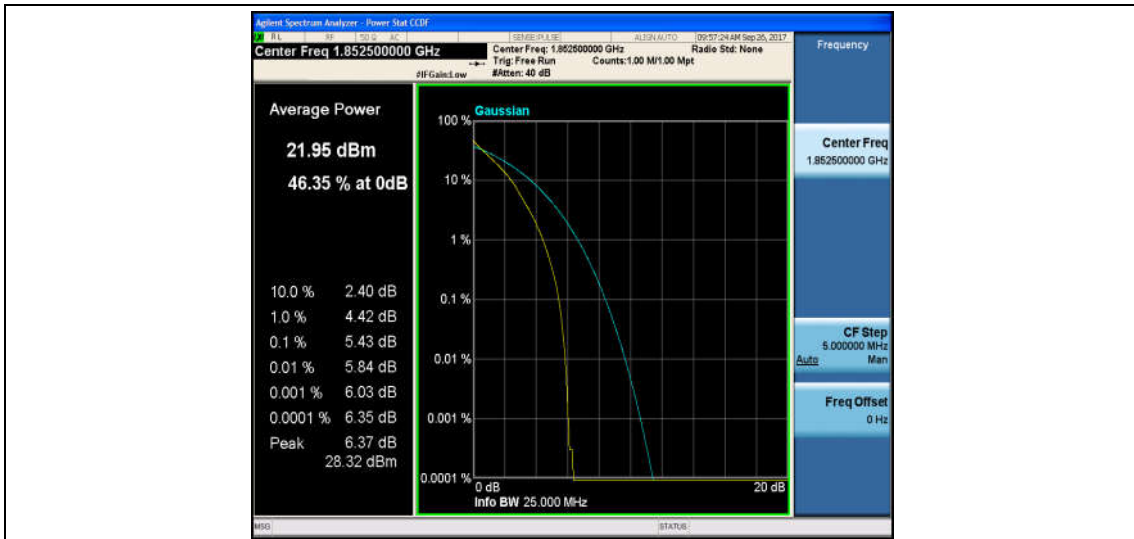 Agilent Spectrum Analyzer - Power Stat CCDF
RL RF 50 Ω AC SENSE:PULSE ALIGN AUTO 09:57:24 AM Sep 26, 2017
Center Freq 1.852500000 GHz
Center Freq: 1.852500000 GHz Radio Std: None
Trig: Free Run Counts:1.00 M/1.00 Mpt
#IFGain:Low #Atten: 40 dB
Frequency
Average Power
21.95 dBm
46.35 % at 0dB
10.0 % 2.40 dB
1.0 % 4.42 dB
0.1 % 5.43 dB
0.01 % 5.84 dB
0.001 % 6.03 dB
0.0001 % 6.35 dB
Peak 6.37 dB
28.32 dBm
Gaussian
100 %
10 %
1 %
0.1 %
0.01 %
0.001 %
0.0001 %
0 dB 20 dB
Info BW 25.000 MHz
Center Freq
1.852500000 GHz
CF Step
5.000000 MHz
Auto Man
Freq Offset
0 Hz
MSG STATUS